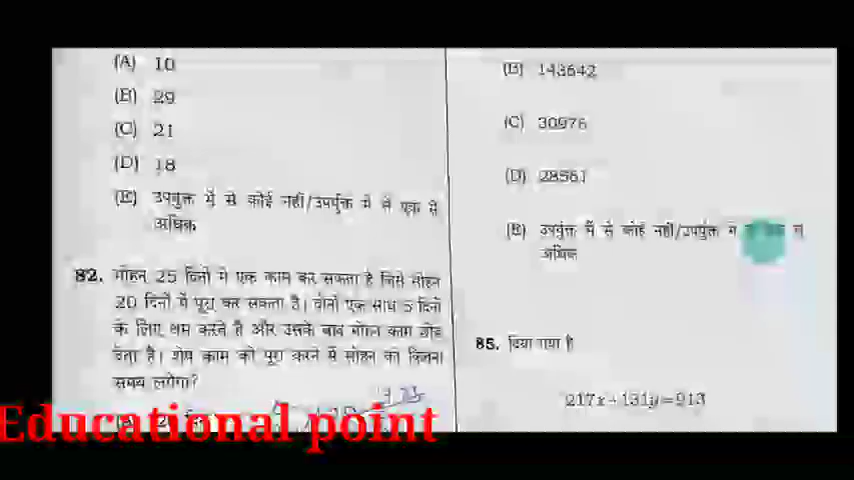 (A) 10
(B) 29
(C) 21
(D) 18
(E) उपर्युक्त में से कोई नहीं/उपर्युक्त में से एक से
अधिक
82. मोहन 25 दिनों में एक काम कर सकता है जिसे सोहन
20 दिनों में पूरा कर सकता है। दोनों एक साथ 5 दिनों
के लिए श्रम करते हैं और उसके बाद मोहन काम छोड़
देता है। शेष काम को पूरा करने में सोहन को कितना
समय लगेगा?
(B) 143642
(C) 30976
(D) 28561
(E) उपर्युक्त में से कोई नहीं/उपर्युक्त में
अधिक
85. दिया गया है
217x+131y=913
Educational point